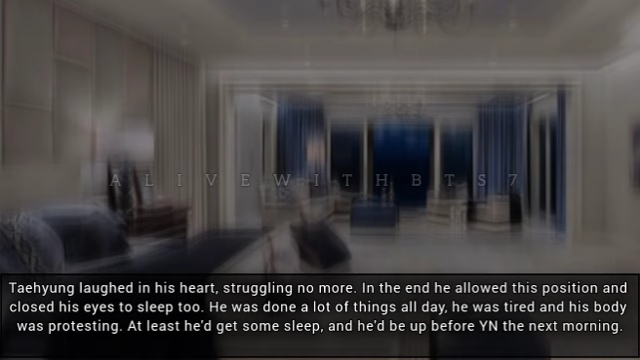 ALIVEWITHBTS7
Taehyung laughed in his heart, struggling no more. In the end he allowed this position and
closed his eyes to sleep too. He was done a lot of things all day, he was tired and his body
was protesting. At least he'd get some sleep, and he'd be up before YN the next morning.